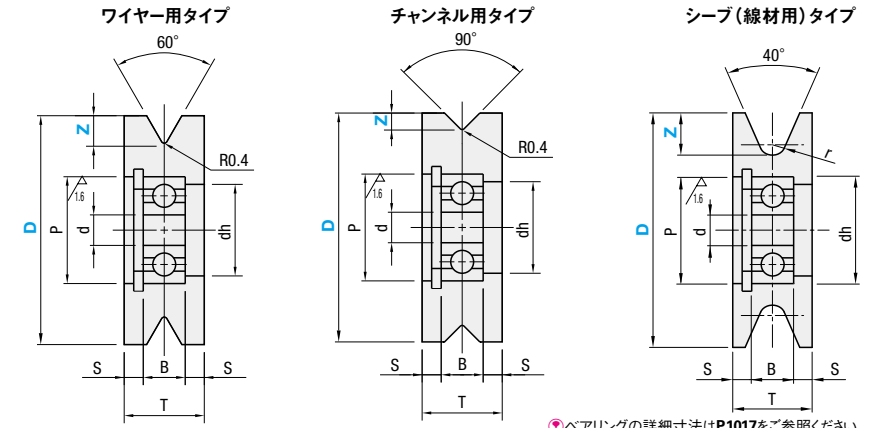 ワイヤー用タイプ
60°
Z
R0.4
D
P
1.6
d
dh
S
B
S
T
チャンネル用タイプ
90°
Z
R0.4
D
P
1.6
d
dh
S
B
S
T
シーブ（線材用）タイプ
40°
Z
r
D
P
1.6
d
dh
S
B
S
T
ベアリングの詳細寸法はP1017をご参照ください。